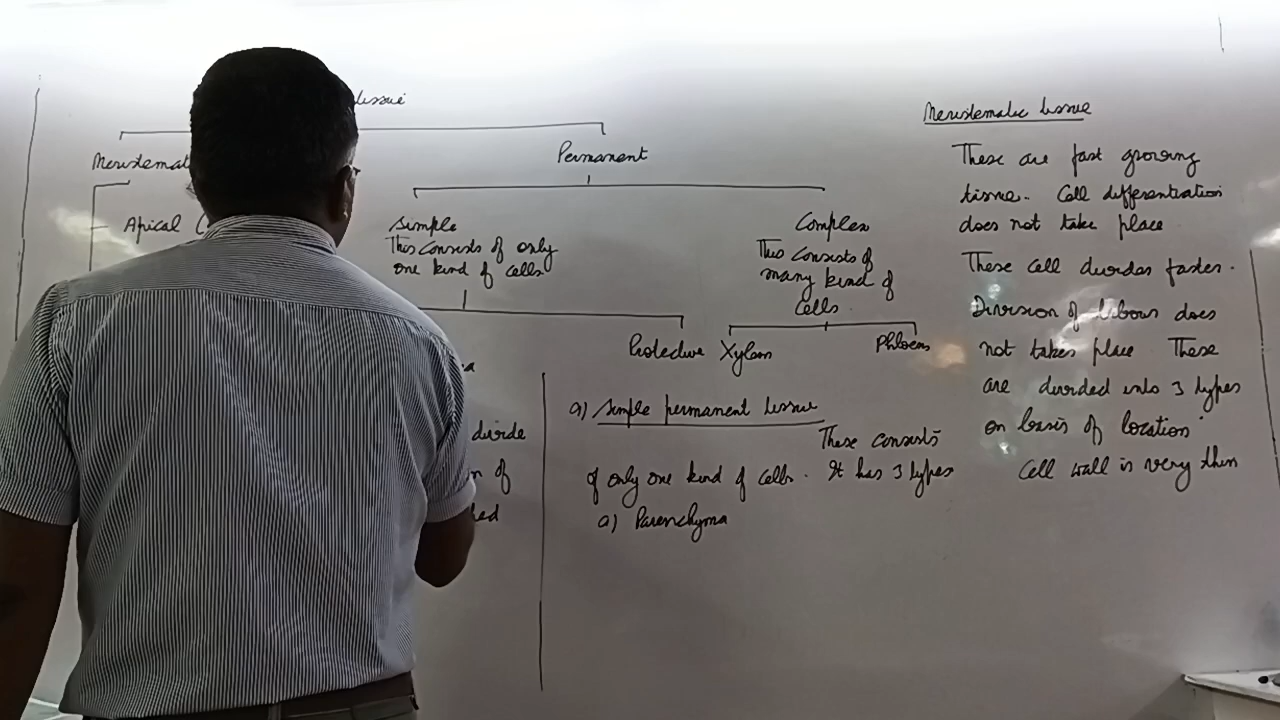 tissue
Meristemat
Permanent
Apical (
Simple
This consists of only
one kind of cells
Complex
This consists of
many kind of
cells
Protective
Xylem
Phloem
divide
of
a) Simple permanent tissue
These consists
of only one kind of cells. It has 3 types
a) Parenchyma
Meristematic tissue
These are fast growing
tissue. Cell differentiation
does not take place
These cell divides faster.
Division of labour does
not takes place These
are divided into 3 types
on basis of location
Cell wall is very thin